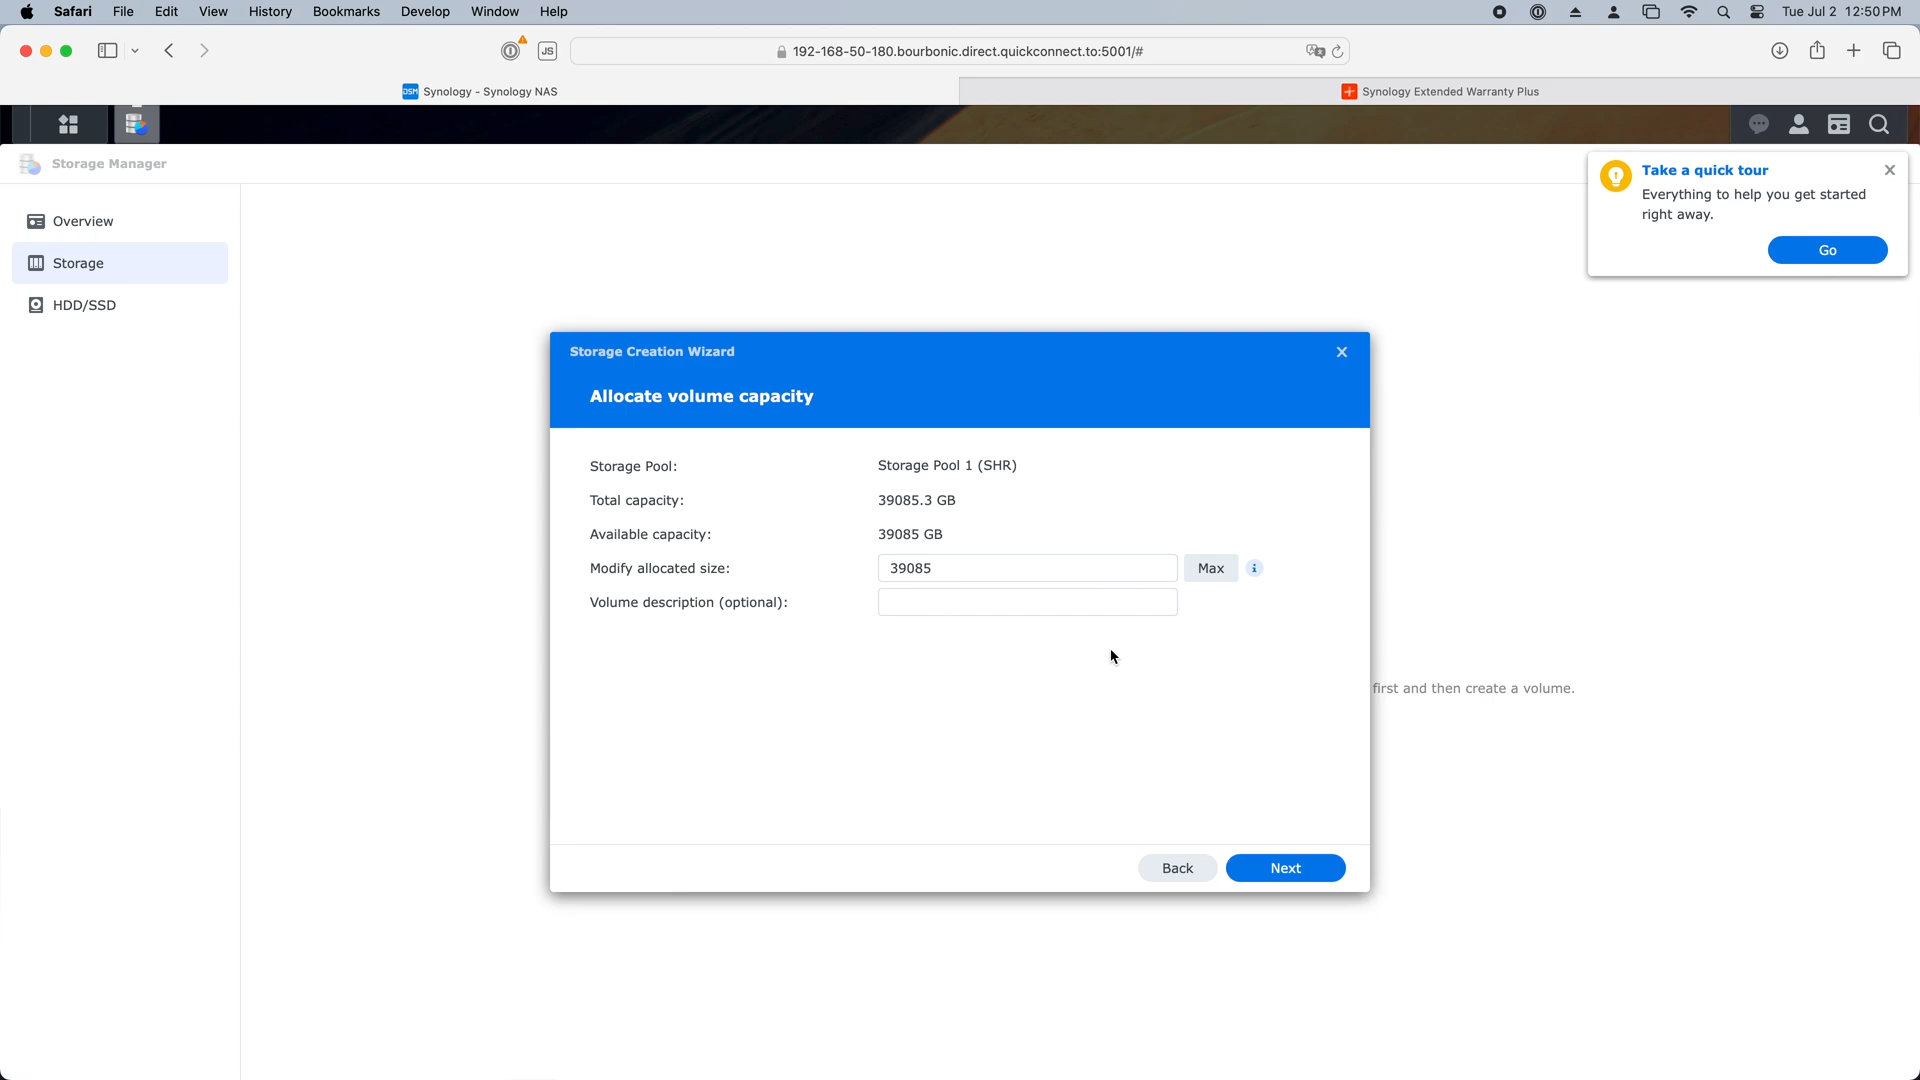 Safari File Edit View History Bookmarks Develop Window Help Tue Jul 2 12:50 PM
JS 192-168-50-180.bourbonic.direct.quickconnect.to:5001/#
DSM Synology - Synology NAS Synology Extended Warranty Plus
Storage Manager
Take a quick tour
Everything to help you get started
right away.
Go
Overview
Storage
HDD/SSD
Storage Creation Wizard
Allocate volume capacity
Storage Pool: Storage Pool 1 (SHR)
Total capacity: 39085.3 GB
Available capacity: 39085 GB
Modify allocated size: 39085 Max i
Volume description (optional):
first and then create a volume.
Back Next